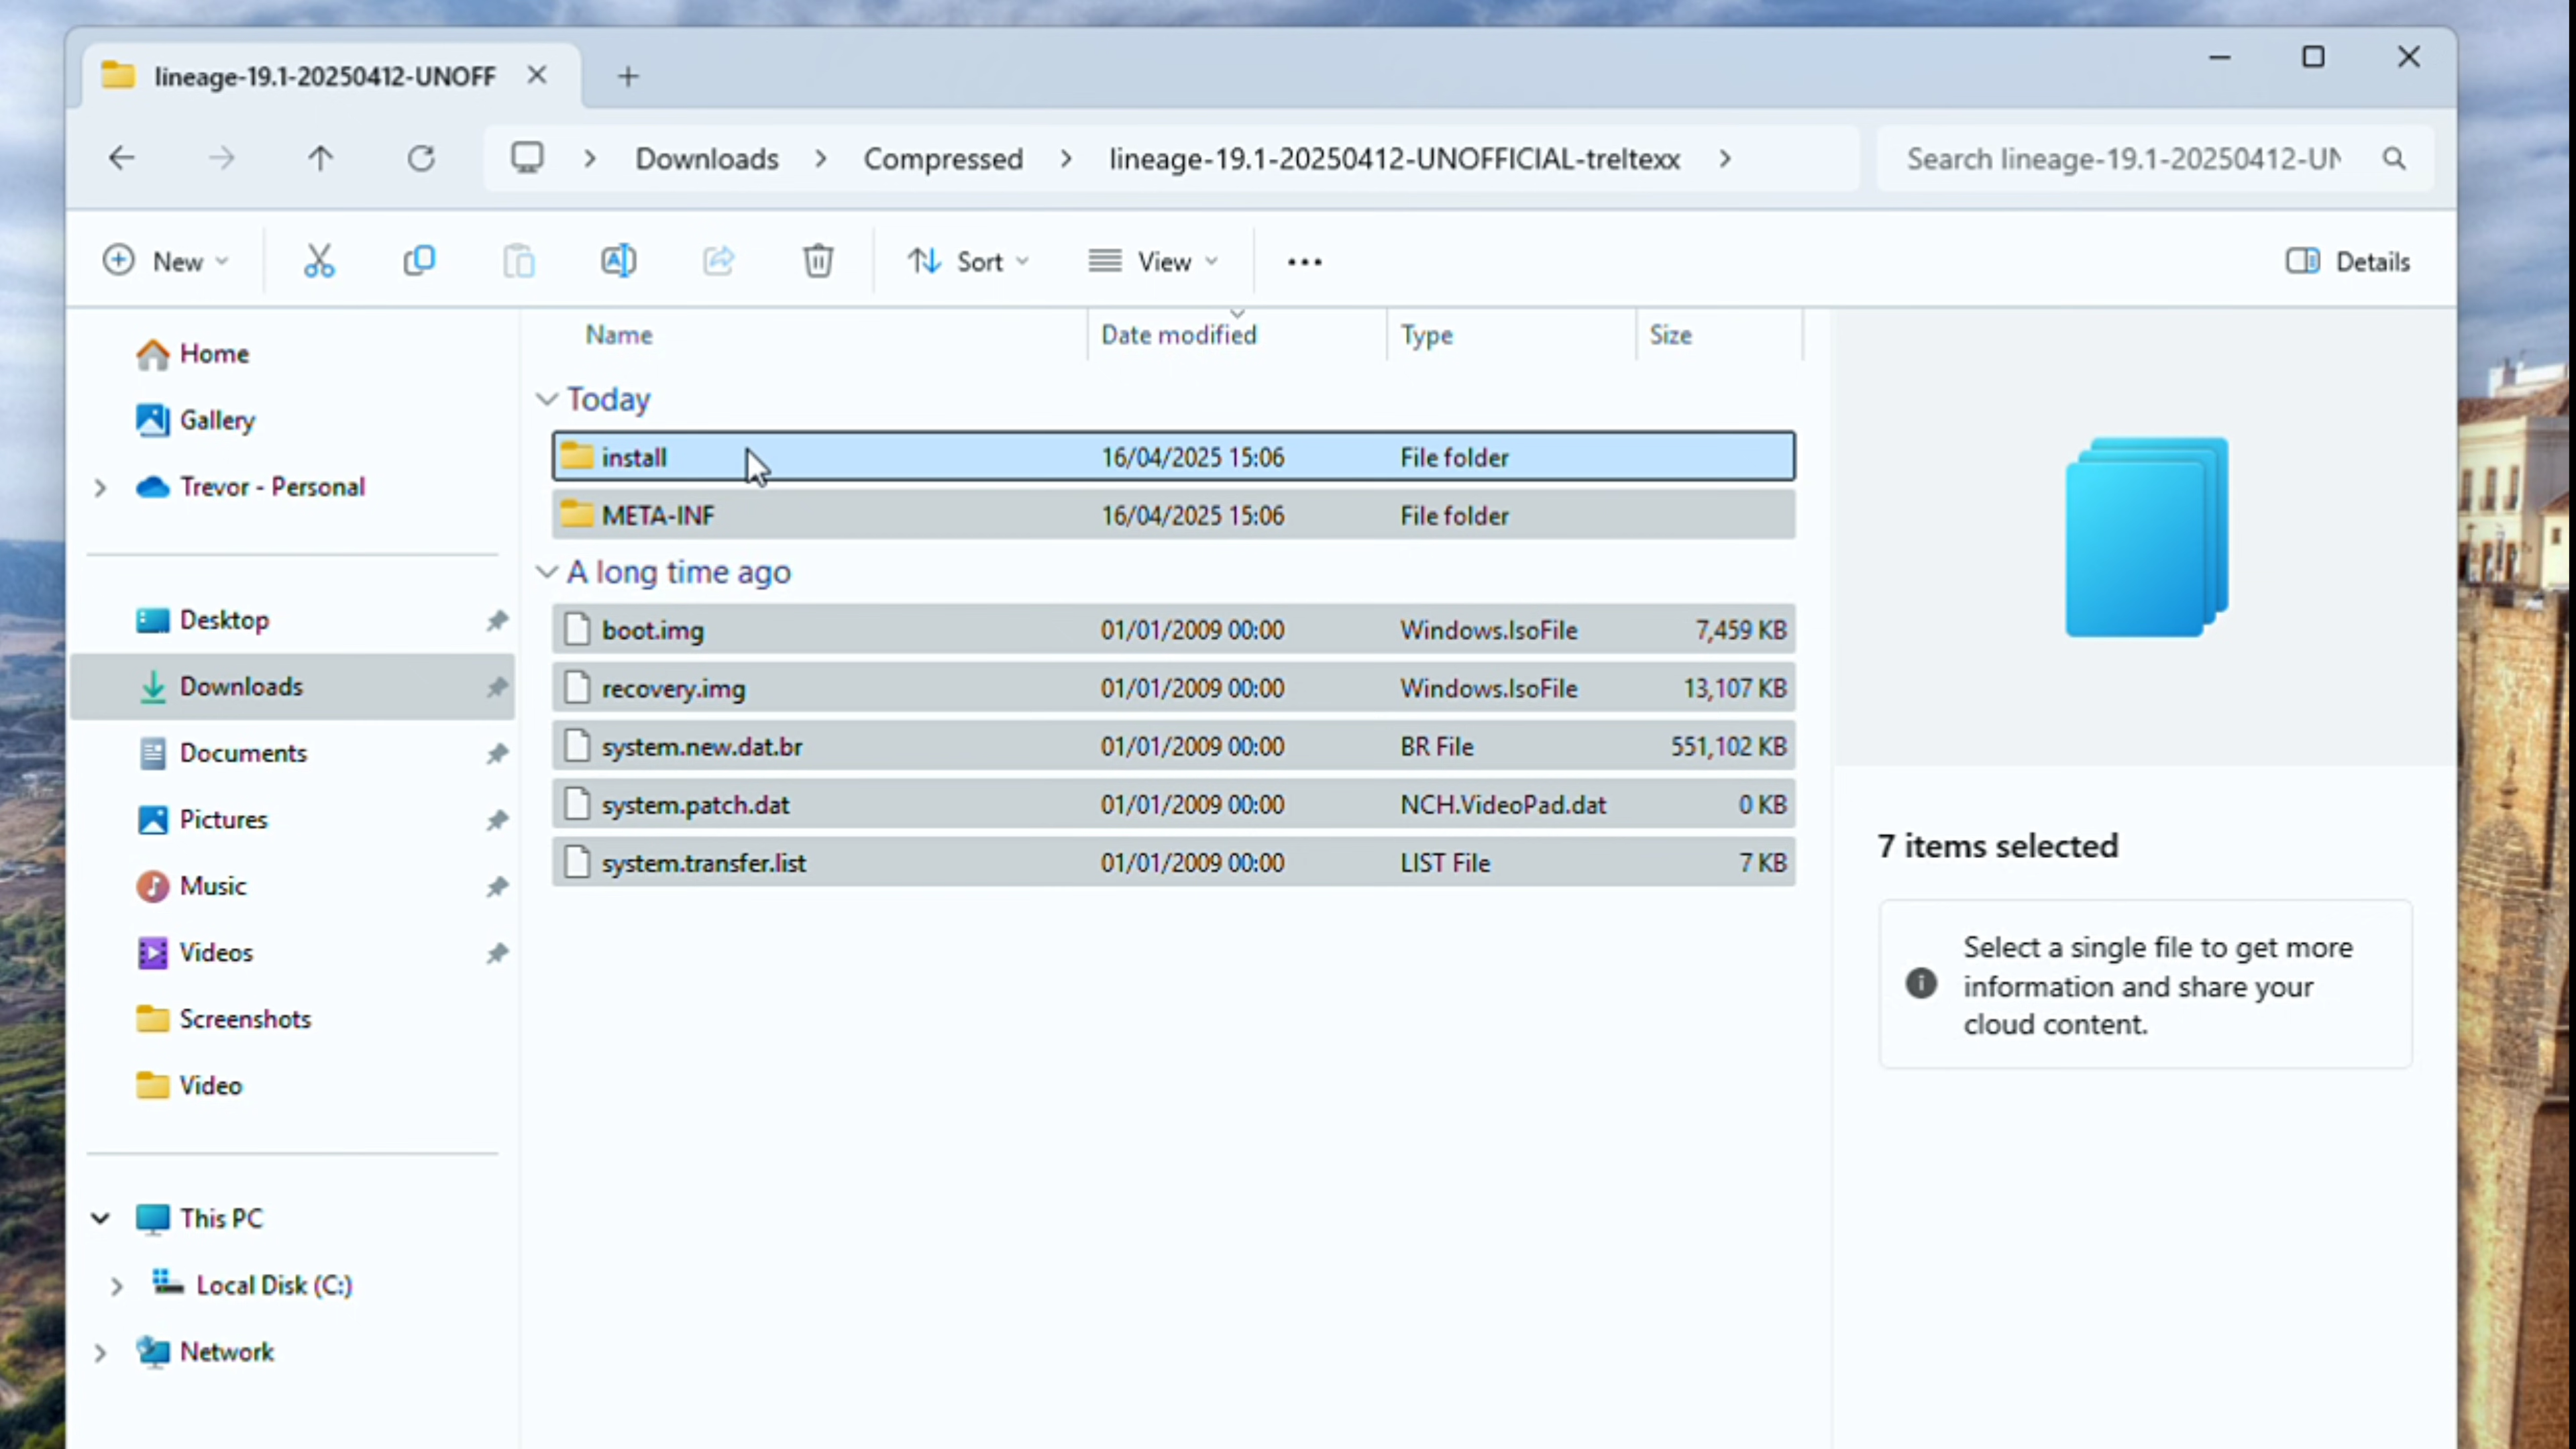 lineage-19.1-20250412-UNOFF
Downloads
Compressed
lineage-19.1-20250412-UNOFFICIAL-treltexx
Search lineage-19.1-20250412-UN
New
Sort
View
Details
Home
Gallery
Trevor - Personal
Desktop
Downloads
Documents
Pictures
Music
Videos
Screenshots
Video
This PC
Local Disk (C:)
Network
Name Date modified Type Size
Today
install 16/04/2025 15:06 File folder
META-INF 16/04/2025 15:06 File folder
A long time ago
boot.img 01/01/2009 00:00 Windows.IsoFile 7,459 KB
recovery.img 01/01/2009 00:00 Windows.IsoFile 13,107 KB
system.new.dat.br 01/01/2009 00:00 BR File 551,102 KB
system.patch.dat 01/01/2009 00:00 NCH.VideoPad.dat 0 KB
system.transfer.list 01/01/2009 00:00 LIST File 7 KB
7 items selected
Select a single file to get more
information and share your
cloud content.